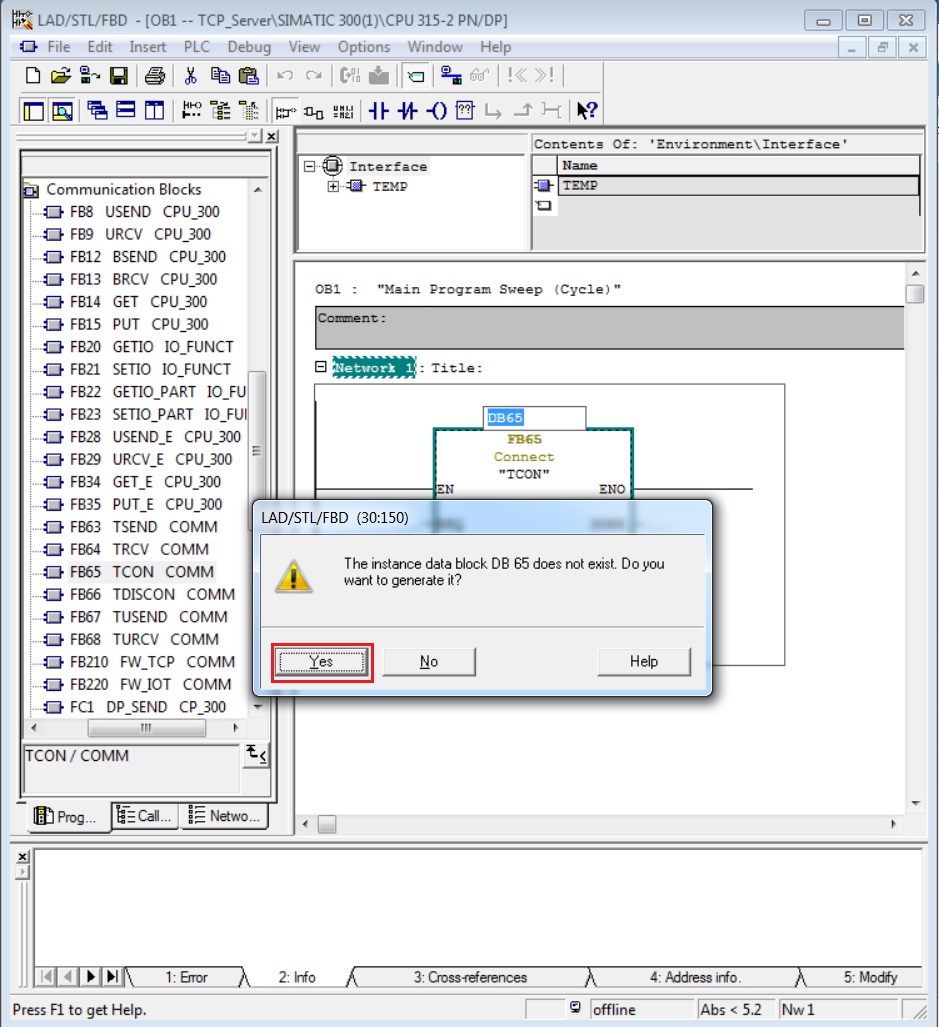 LAD/STL/FBD - [OB1 -- TCP_Server\SIMATIC 300(1)\CPU 315-2 PN/DP]
File Edit Insert PLC Debug View Options Window Help
Contents Of: 'Environment\Interface'
Interface
TEMP
Name
TEMP
Communication Blocks
FB8 USEND CPU_300
FB9 URCV CPU_300
FB12 BSEND CPU_300
FB13 BRCV CPU_300
FB14 GET CPU_300
FB15 PUT CPU_300
FB20 GETIO IO_FUNCT
FB21 SETIO IO_FUNCT
FB22 GETIO_PART IO_FU
FB23 SETIO_PART IO_FU
FB28 USEND_E CPU_300
FB29 URCV_E CPU_300
FB34 GET_E CPU_300
FB35 PUT_E CPU_300
FB63 TSEND COMM
FB64 TRCV COMM
FB65 TCON COMM
FB66 TDISCON COMM
FB67 TUSEND COMM
FB68 TURCV COMM
FB210 FW_TCP COMM
FB220 FW_IOT COMM
FC1 DP_SEND CP_300
TCON / COMM
Prog... Call... Netwo...
OB1 : "Main Program Sweep (Cycle)"
Comment:
Network 1: Title:
DB65
FB65
Connect
"TCON"
EN ENO
LAD/STL/FBD (30:150)
The instance data block DB 65 does not exist. Do you
want to generate it?
Yes No Help
1: Error 2: Info 3: Cross-references 4: Address info. 5: Modify
Press F1 to get Help. offline Abs < 5.2 Nw 1